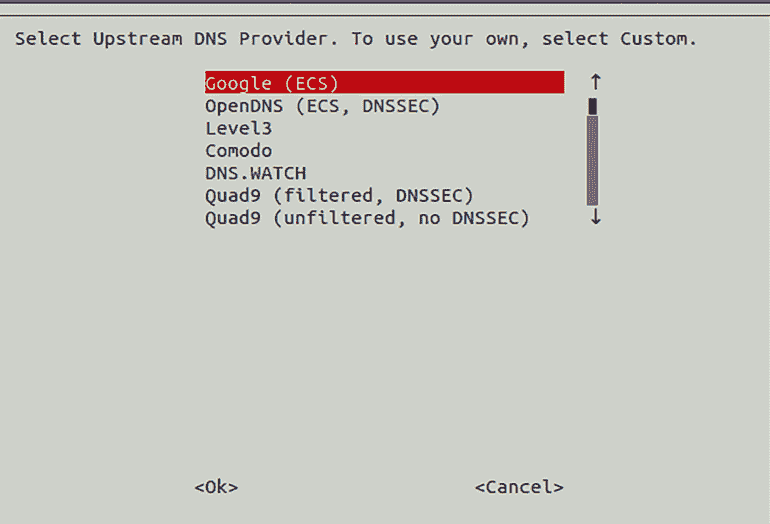 Select Upstream DNS Provider. To use your own, select Custom.
Google (ECS)
OpenDNS (ECS, DNSSEC)
Level3
Comodo
DNS.WATCH
Quad9 (filtered, DNSSEC)
Quad9 (unfiltered, no DNSSEC)
<Ok> <Cancel>